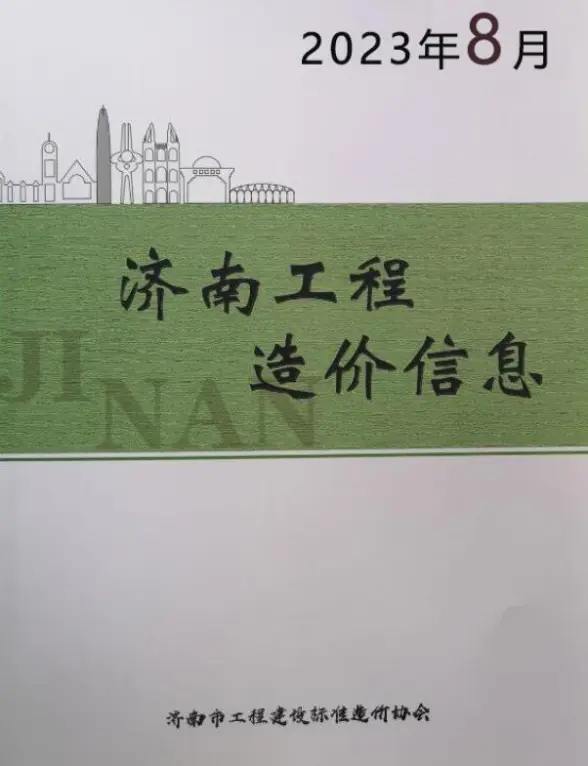 2023年8月
济南工程
造价信息
JI
NAN
济南市工程建设标准造价协会